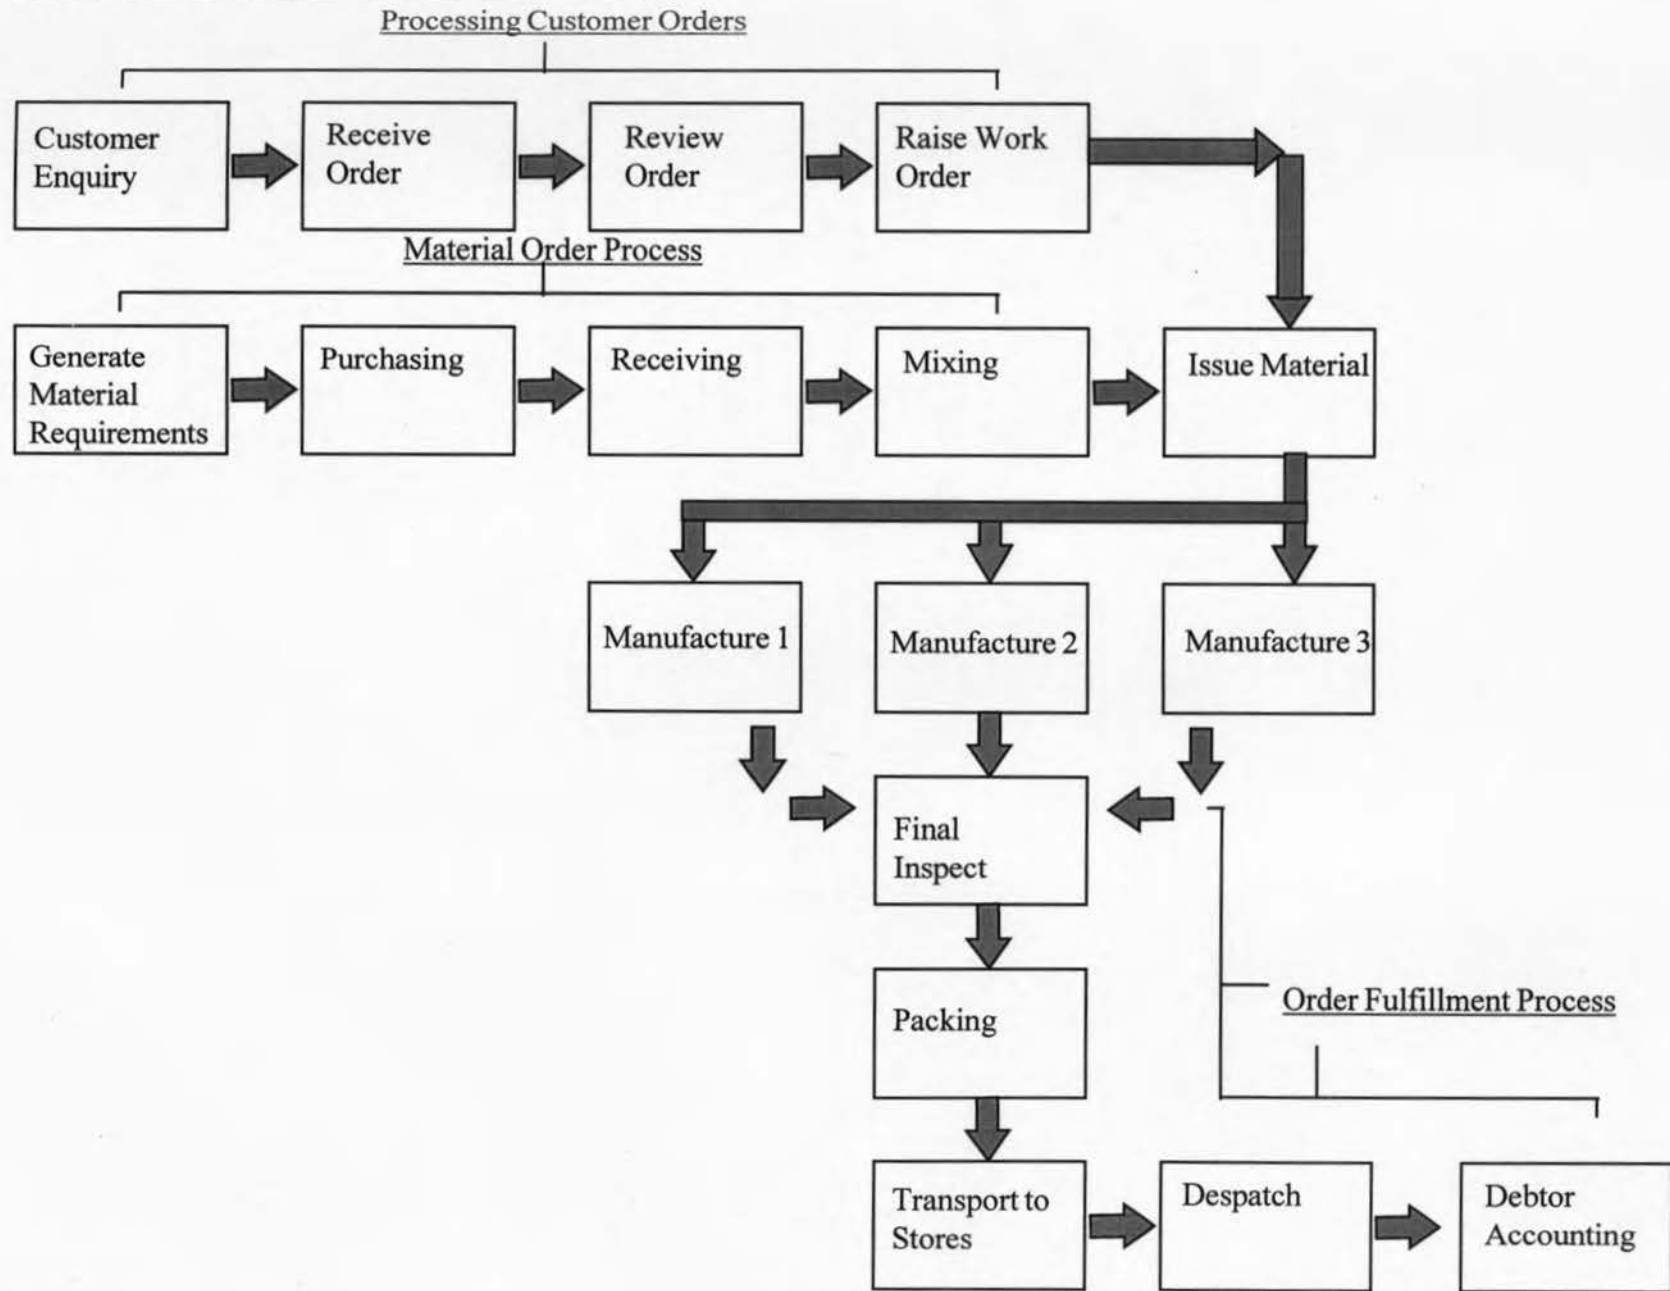 Processing Customer Orders
Customer
Enquiry
Receive
Order
Review
Order
Raise Work
Order
Material Order Process
Generate
Material
Requirements
Purchasing
Receiving
Mixing
Issue Material
Manufacture 1
Manufacture 2
Manufacture 3
Final
Inspect
Packing
Order Fulfillment Process
Transport to
Stores
Despatch
Debtor
Accounting